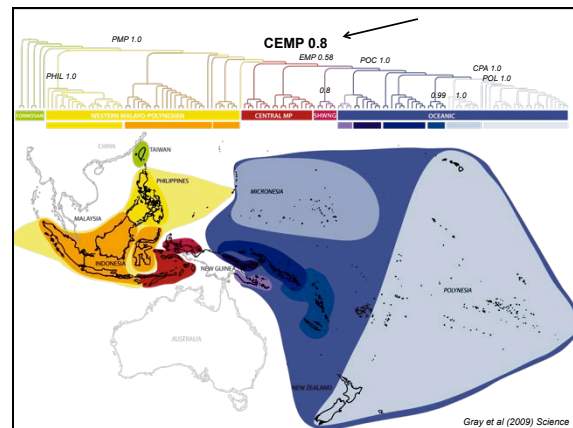 CEMP 0.8
PMP 1.0
EMP 0.58
POC 1.0
CPA 1.0
POL 1.0
PHIL 1.0
0.8
0.99
1.0
FORMOSAN
WESTERN MALAYO-POLYNESIAN
CENTRAL MP
SHWNG
OCEANIC
CHINA
TAIWAN
PHILIPPINES
MICRONESIA
MALAYSIA
INDONESIA
NEW GUINEA
POLYNESIA
AUSTRALIA
NEW ZEALAND
Gray et al (2009) Science